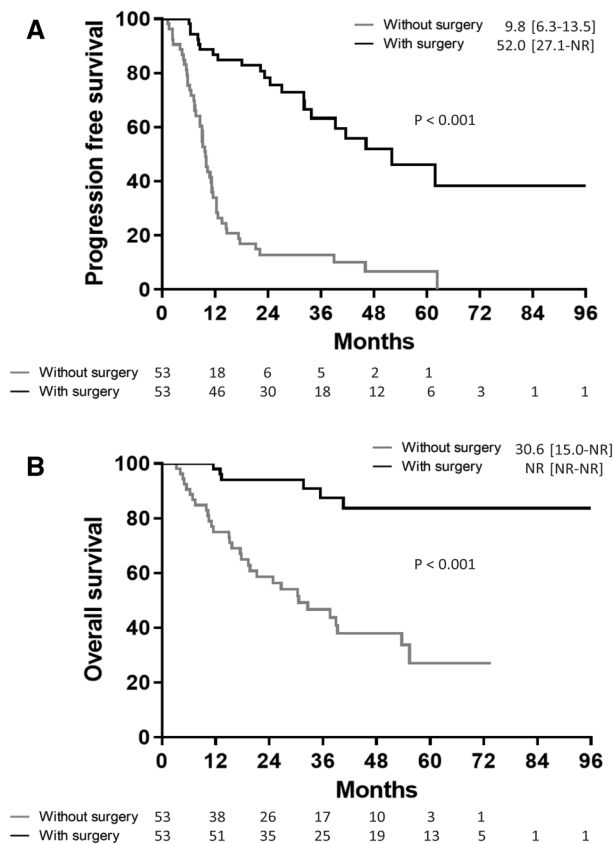 A
Without surgery 9.8 [6.3-13.5]
With surgery 52.0 [27.1-NR]
Progression free survival
100
80
60
40
20
0
P < 0.001
0 12 24 36 48 60 72 84 96
Months
Without surgery 53 18 6 5 2 1
With surgery 53 46 30 18 12 6 3 1 1
B
Without surgery 30.6 [15.0-NR]
With surgery NR [NR-NR]
Overall survival
100
80
60
40
20
0
P < 0.001
0 12 24 36 48 60 72 84 96
Months
Without surgery 53 38 26 17 10 3 1
With surgery 53 51 35 25 19 13 5 1 1